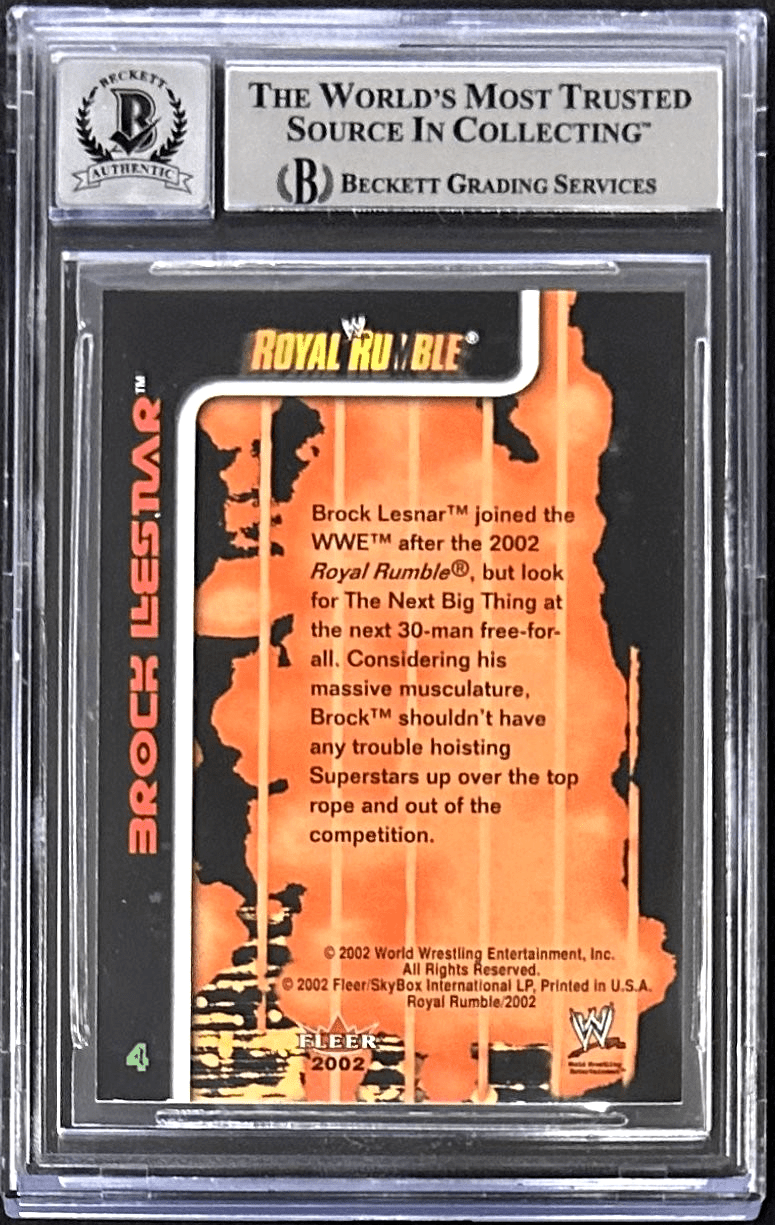 BECKETT
B
AUTHENTIC
THE WORLD'S MOST TRUSTED
SOURCE IN COLLECTING™
(B) BECKETT GRADING SERVICES
W
ROYAL RUMBLE®
BROCK LESNAR™
Brock Lesnar™ joined the
WWE™ after the 2002
Royal Rumble®, but look
for The Next Big Thing at
the next 30-man free-for-
all. Considering his
massive musculature,
Brock™ shouldn't have
any trouble hoisting
Superstars up over the top
rope and out of the
competition.
© 2002 World Wrestling Entertainment, Inc.
All Rights Reserved.
© 2002 Fleer/SkyBox International LP, Printed in U.S.A.
Royal Rumble/2002
4
FLEER
2002
W
World Wrestling
Entertainment